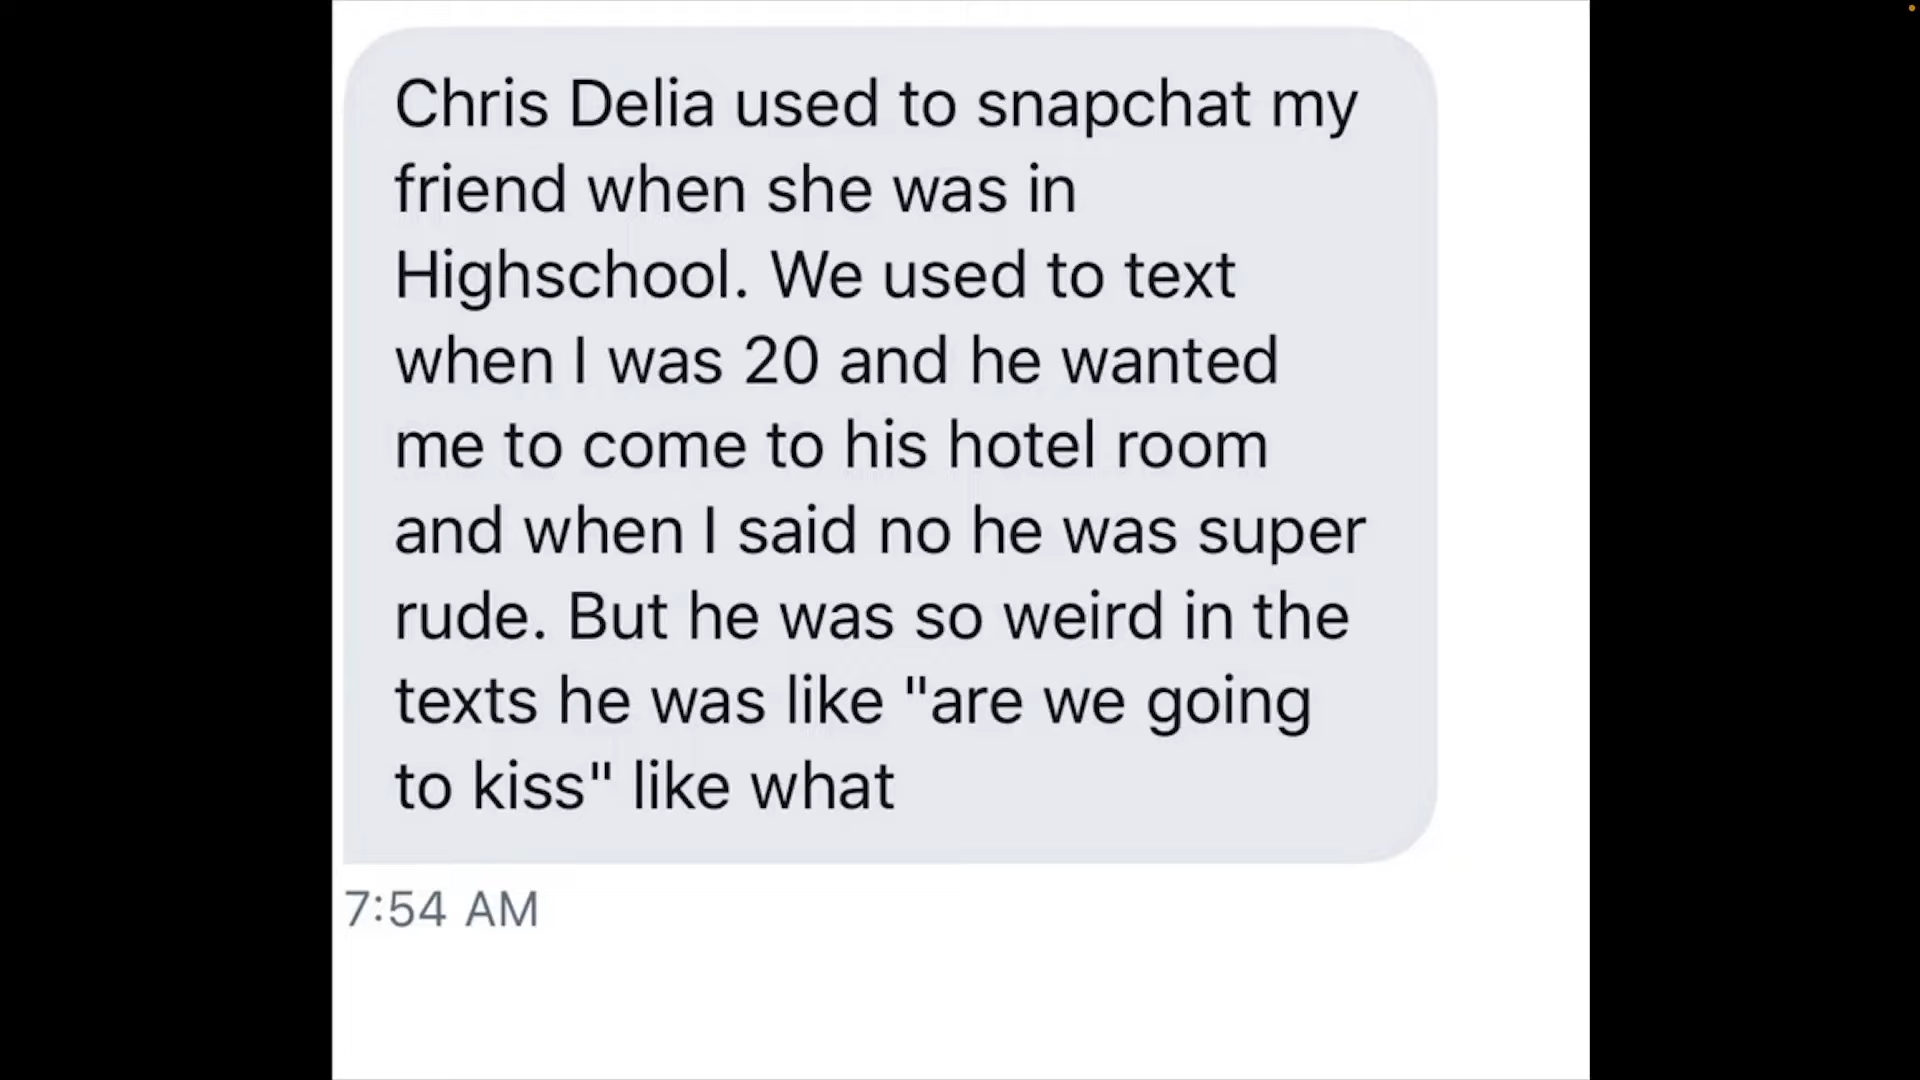 Chris Delia used to snapchat my
friend when she was in
Highschool. We used to text
when I was 20 and he wanted
me to come to his hotel room
and when I said no he was super
rude. But he was so weird in the
texts he was like "are we going
to kiss" like what
7:54 AM